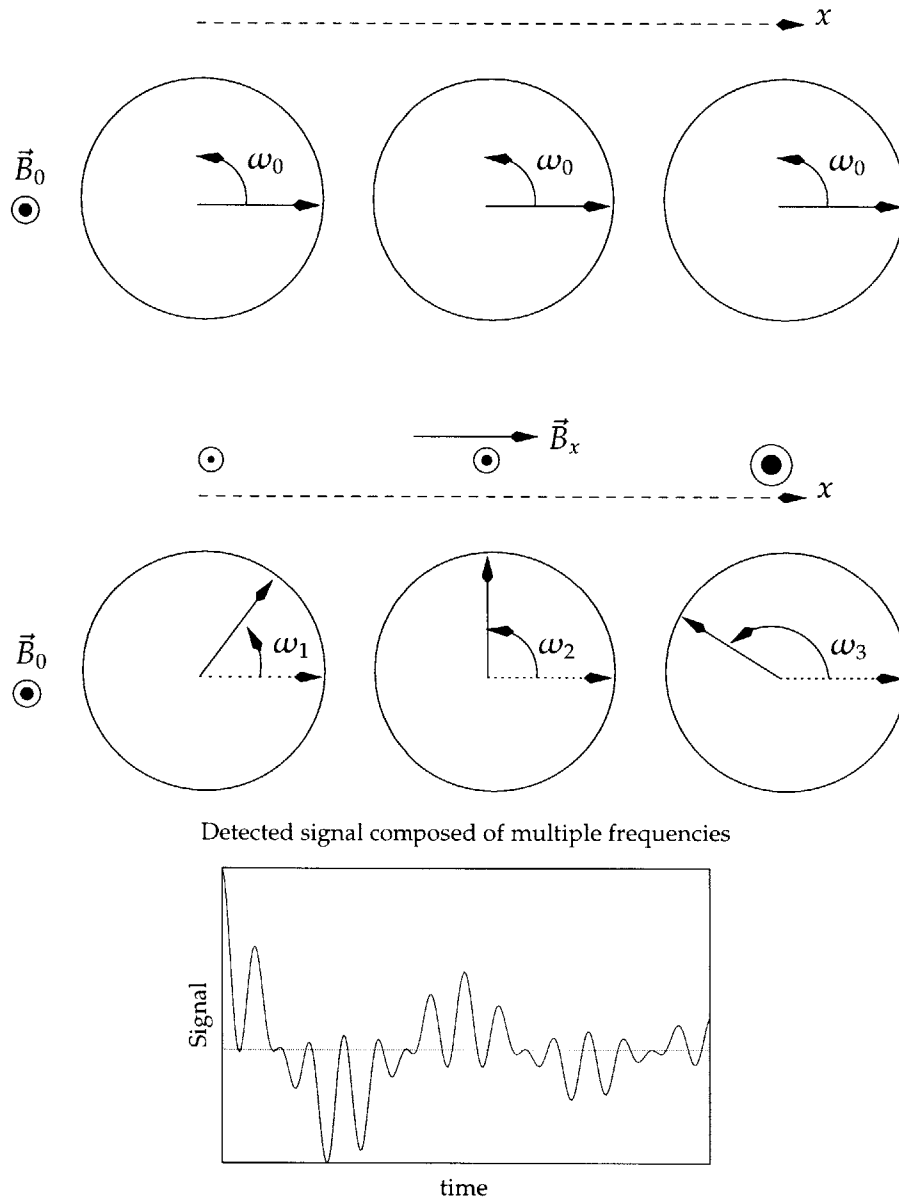 x
B⃗₀
ω₀
ω₀
ω₀
B⃗ₓ
x
B⃗₀
ω₁
ω₂
ω₃
Detected signal composed of multiple frequencies
Signal
time